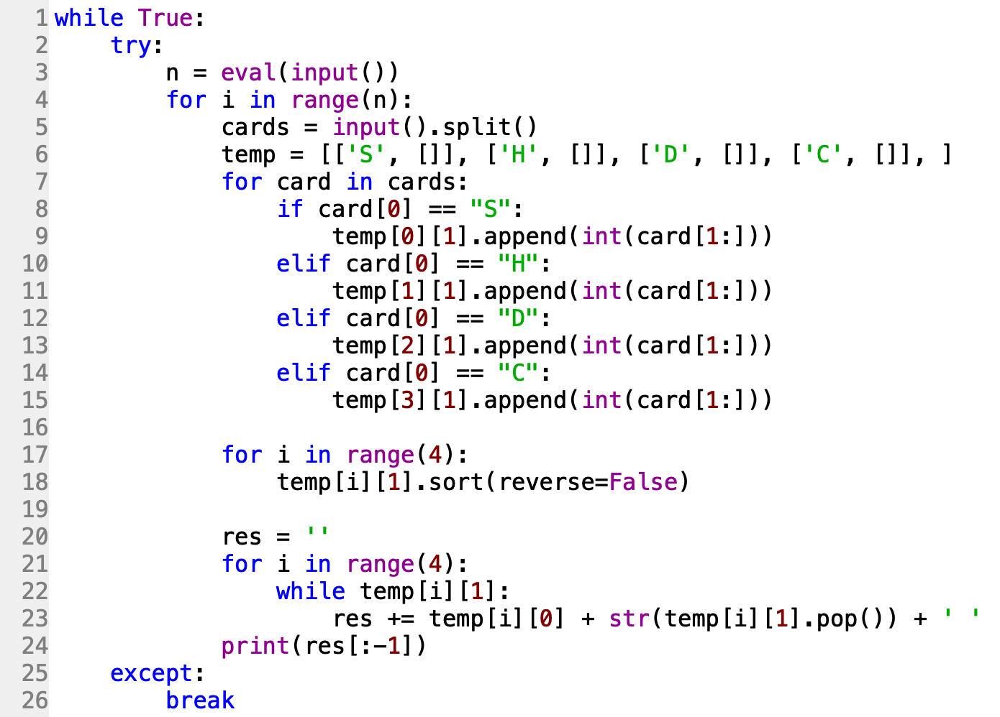 1 while True:
2     try:
3         n = eval(input())
4         for i in range(n):
5             cards = input().split()
6             temp = [['S', []], ['H', []], ['D', []], ['C', []], ]
7             for card in cards:
8                 if card[0] == "S":
9                     temp[0][1].append(int(card[1:]))
10                 elif card[0] == "H":
11                     temp[1][1].append(int(card[1:]))
12                 elif card[0] == "D":
13                     temp[2][1].append(int(card[1:]))
14                 elif card[0] == "C":
15                     temp[3][1].append(int(card[1:]))
16
17             for i in range(4):
18                 temp[i][1].sort(reverse=False)
19
20             res = ''
21             for i in range(4):
22                 while temp[i][1]:
23                     res += temp[i][0] + str(temp[i][1].pop()) + ' '
24             print(res[:-1])
25     except:
26         break